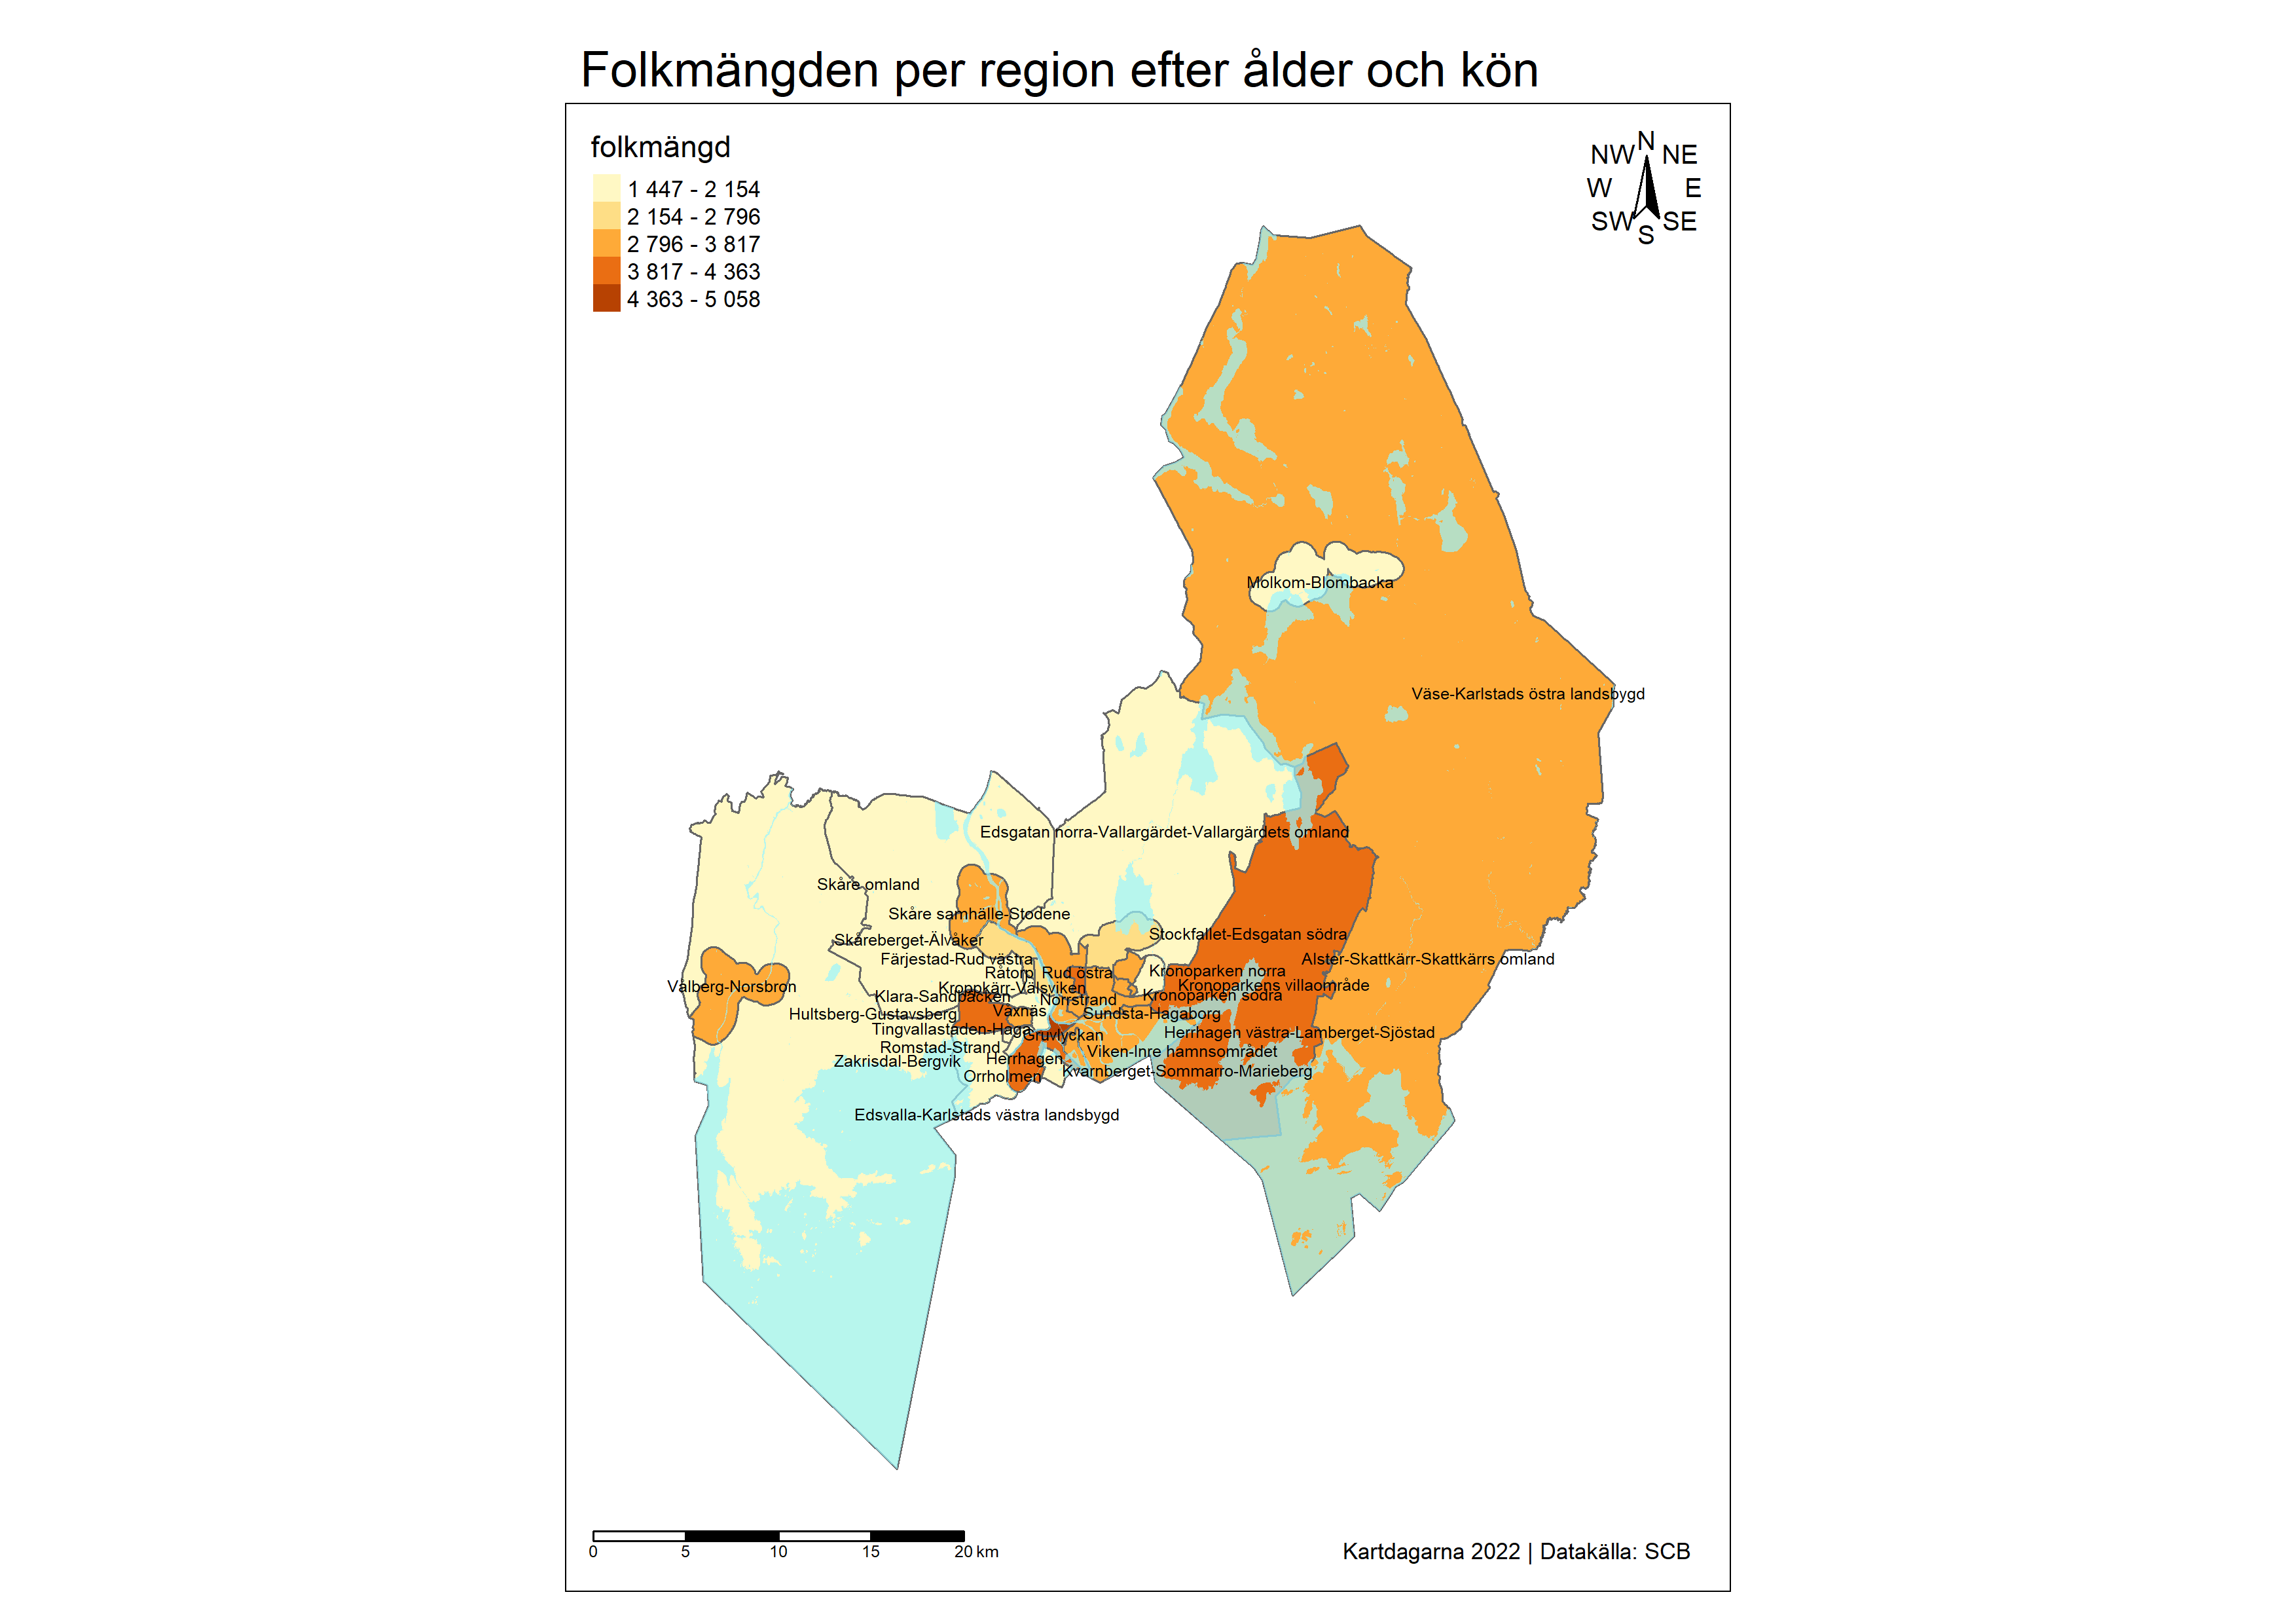 Folkmängden per region efter ålder och kön
folkmängd
1 447 - 2 154
2 154 - 2 796
2 796 - 3 817
3 817 - 4 363
4 363 - 5 058
N
NW NE
W E
SW SE
S
Molkom-Blombacka
Väse-Karlstads östra landsbygd
Edsgatan norra-Vallargärdet-Vallargärdets omland
Skåre omland
Skåre samhälle-Stodene
Stockfallet-Edsgatan södra
Skåreberget-Älvåker
Färjestad-Rud västra
Alster-Skattkärr-Skattkärrs omland
Råtorp
Rud östra
Kronoparken norra
Vålberg-Norsbron
Kroppkärr-Välsviken
Kronoparkens villaområde
Klara-Sandbäcken
Norrstrand
Kronoparken södra
Hultsberg-Gustavsberg
Våxnäs
Sundsta-Hagaborg
Tingvallastaden-Haga
Gruvlyckan
Herrhagen västra-Lamberget-Sjöstad
Romstad-Strand
Viken-Inre hamnsområdet
Zakrisdal-Bergvik
Herrhagen
Orrholmen
Kvarnberget-Sommarro-Marieberg
Edsvalla-Karlstads västra landsbygd
0 5 10 15 20 km
Kartdagarna 2022 | Datakälla: SCB